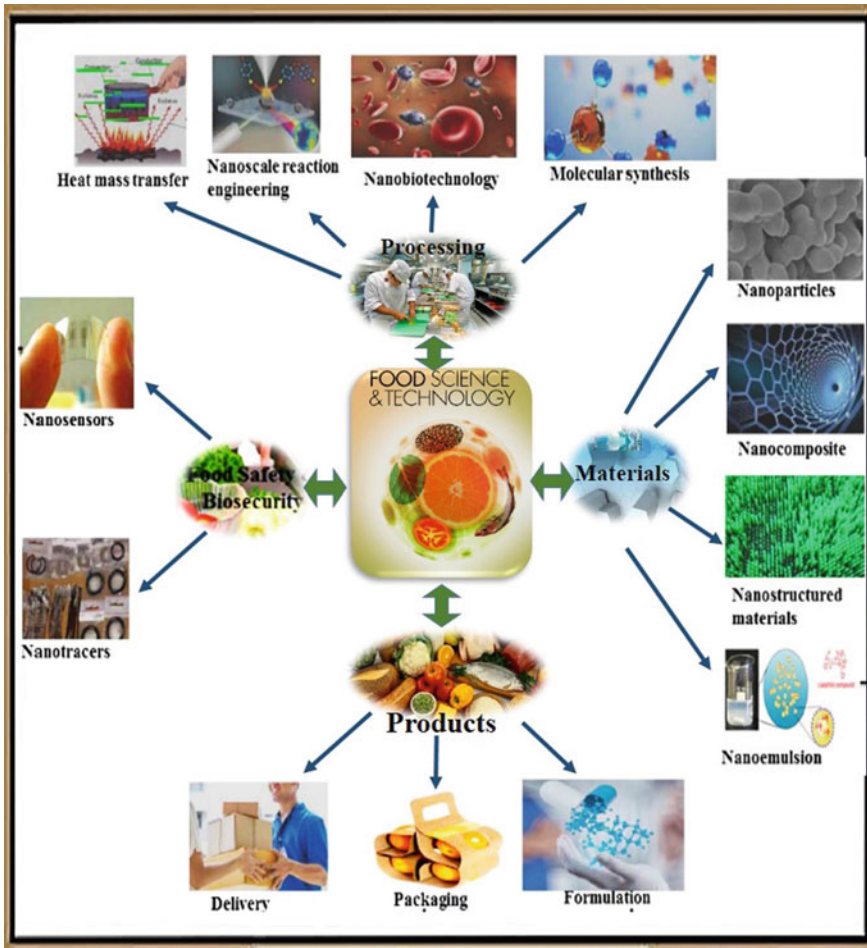 Heat mass transfer
Nanoscale reaction
engineering
Nanobiotechnology
Molecular synthesis
Processing
Nanoparticles
Nanosensors
FOOD SCIENCE
& TECHNOLOGY
Nanocomposite
Food Safety
Biosecurity
Materials
Nanotracers
Nanostructured
materials
Products
Nanoemulsion
Delivery
Packaging
Formulation